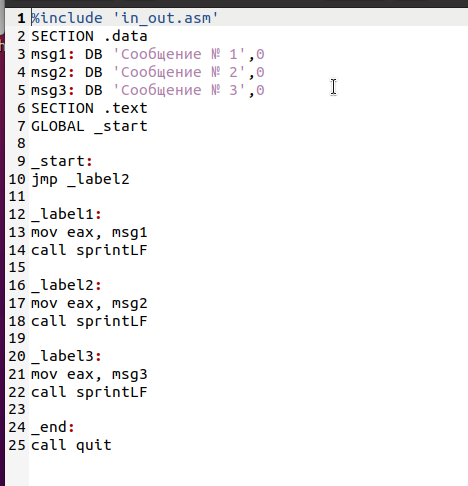 1 %include 'in_out.asm'
2 SECTION .data
3 msg1: DB 'Сообщение № 1',0
4 msg2: DB 'Сообщение № 2',0
5 msg3: DB 'Сообщение № 3',0
6 SECTION .text
7 GLOBAL _start
8
9 _start:
10 jmp _label2
11
12 _label1:
13 mov eax, msg1
14 call sprintLF
15
16 _label2:
17 mov eax, msg2
18 call sprintLF
19
20 _label3:
21 mov eax, msg3
22 call sprintLF
23
24 _end:
25 call quit